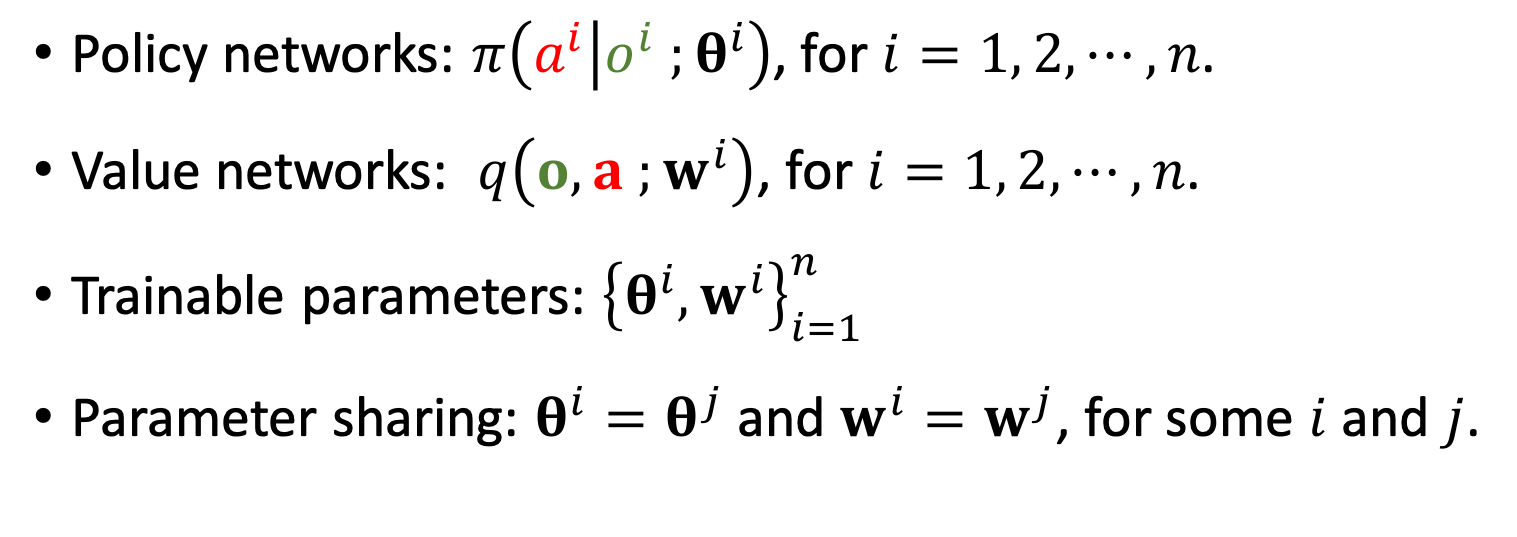 • Policy networks: π(aⁱ|oⁱ ; θⁱ), for i = 1, 2, ⋯ , n.
• Value networks: q(o, a ; wⁱ), for i = 1, 2, ⋯ , n.
• Trainable parameters: {θⁱ, wⁱ}ⁿᵢ₌₁
• Parameter sharing: θⁱ = θʲ and wⁱ = wʲ, for some i and j.